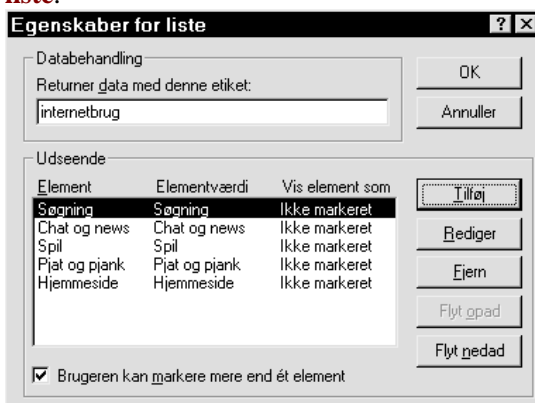 liste.
Egenskaber for liste
Databehandling
Returner data med denne etiket:
internetbrug
OK
Annuller
Udseende
Element Elementværdi Vis element som
Søgning Søgning Ikke markeret
Chat og news Chat og news Ikke markeret
Spil Spil Ikke markeret
Pjat og pjank Pjat og pjank Ikke markeret
Hjemmeside Hjemmeside Ikke markeret
Tilføj
Rediger
Fjern
Flyt opad
Flyt nedad
Brugeren kan markere mere end ét element